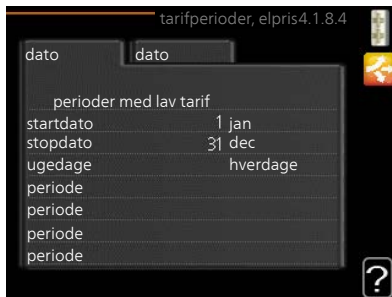 tarifperioder, elpris4.1.8.4
dato dato
perioder med lav tarif
startdato 1 jan
stopdato 31 dec
ugedage hverdage
periode
periode
periode
periode
?